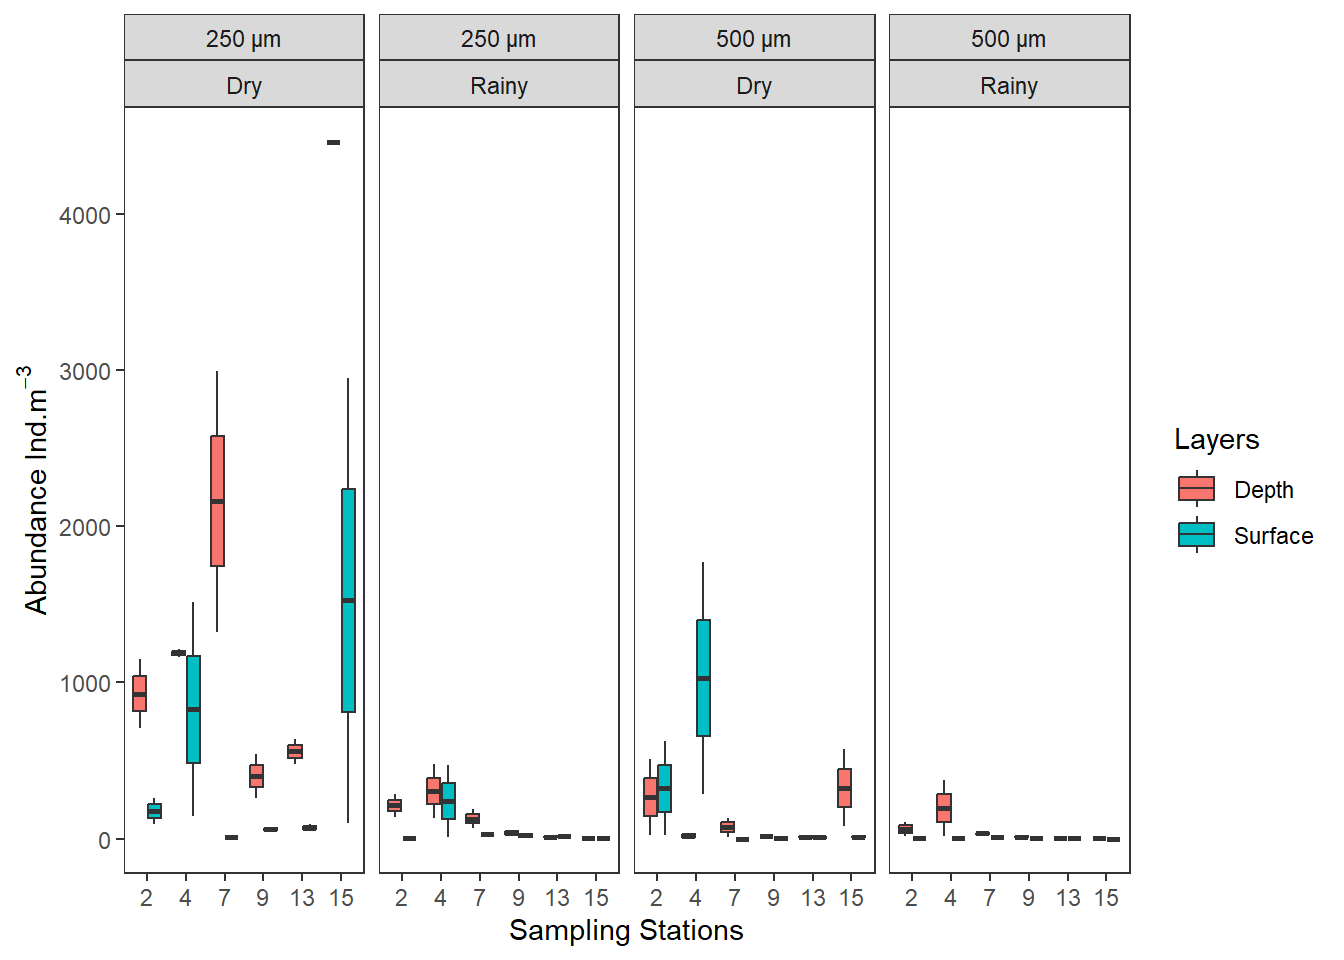 250 µm 250 µm 500 µm 500 µm
Dry Rainy Dry Rainy
4000
3000
2000
1000
0
Abundance Ind.m⁻³
2 4 7 9 13 15 2 4 7 9 13 15 2 4 7 9 13 15 2 4 7 9 13 15
Sampling Stations
Layers
Depth
Surface